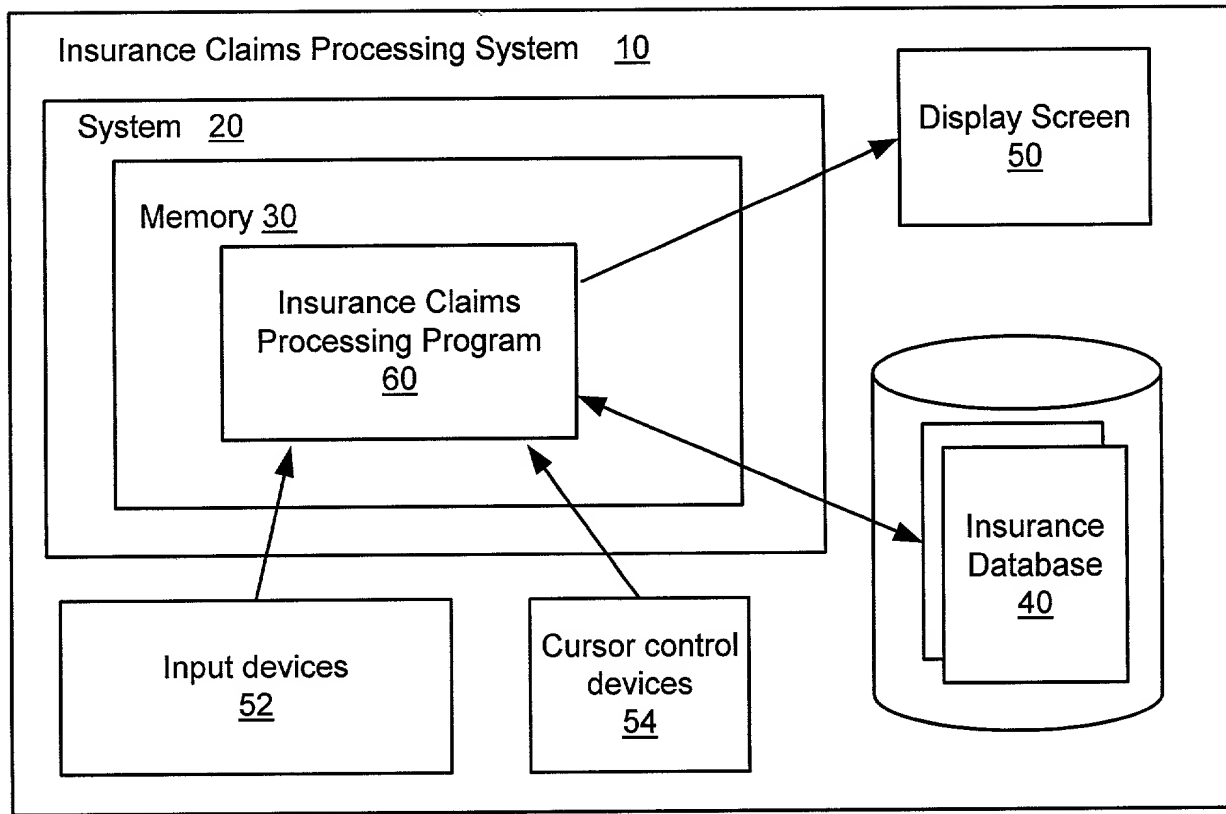 Insurance Claims Processing System 10
System 20
Memory 30
Insurance Claims
Processing Program
60
Display Screen
50
Insurance
Database
40
Input devices
52
Cursor control
devices
54